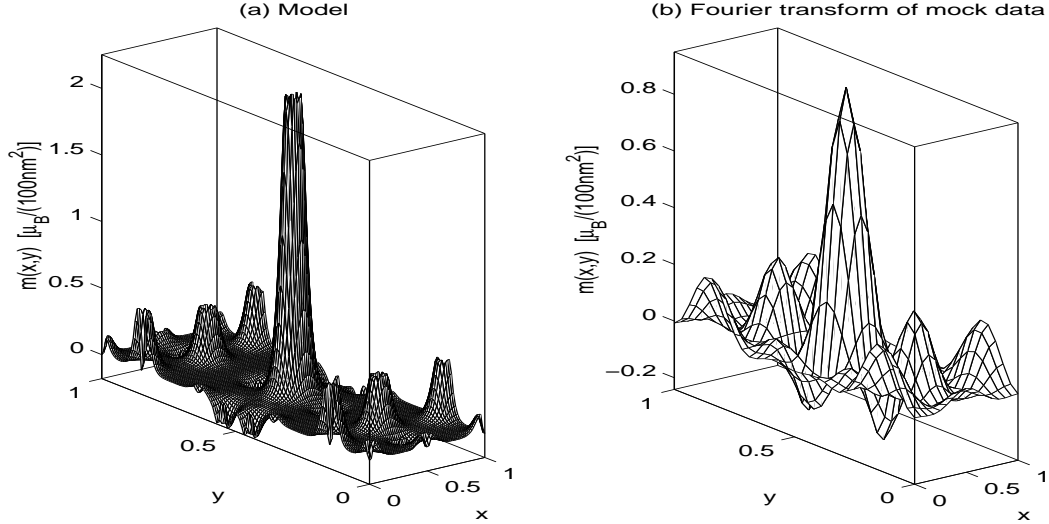 (a) Model
m(x,y) [μB/(100nm²)]
2
1.5
1
0.5
0
1
0.5
0
y
0
0.5
1
x
(b) Fourier transform of mock data
m(x,y) [μB/(100nm²)]
0.8
0.6
0.4
0.2
0
−0.2
1
0.5
0
y
0
0.5
1
x